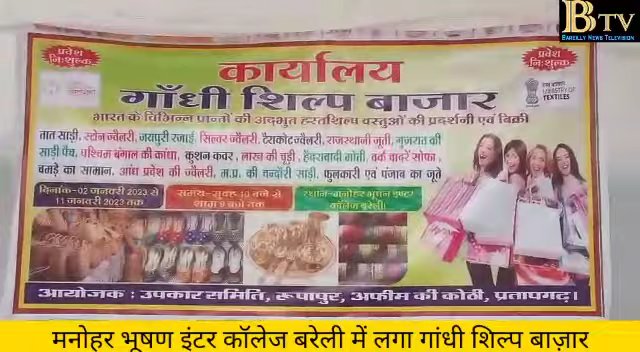 BTV
BAREILLY NEWS TELEVISION
प्रवेश
निःशुल्क
प्रवेश
निःशुल्क
कार्यालय
गाँधी शिल्प बाजार
MINISTRY OF
TEXTILES
भारत के विभिन्न प्रान्तों की अदभुत हस्तशिल्प वस्तुओं की प्रदर्शनी एवं बिक्री
तात साड़ी, स्टोन ज्वैलरी, जयपुरी रजाई, सिल्वर ज्वैलरी, टैराकोट ज्वैलरी, राजस्थानी जूती, गुजरात की
साड़ी पैच, पश्चिम बंगाल की कांथा, कुशन कवर, लाख की चूड़ी, हैदराबादी मोती, वर्क चादरें सोफा,
चमड़े का सामान, आंध्र प्रदेश की ज्वैलरी, म.प्र. की चन्देरी साड़ी, फुलकारी एवं पंजाब का जूते
दिनांक-02 जनवरी 2023 से
11 जनवरी 2023 तक
समय-सुबह 10 बजे से
शाम 9 बजे तक
स्थान-मनोहर भूषण इण्टर
कॉलेज बरेली।
आयोजक : उपकार समिति, रूपापुर, अफीम की कोठी, प्रतापगढ़।
मनोहर भूषण इंटर कॉलेज बरेली में लगा गांधी शिल्प बाज़ार